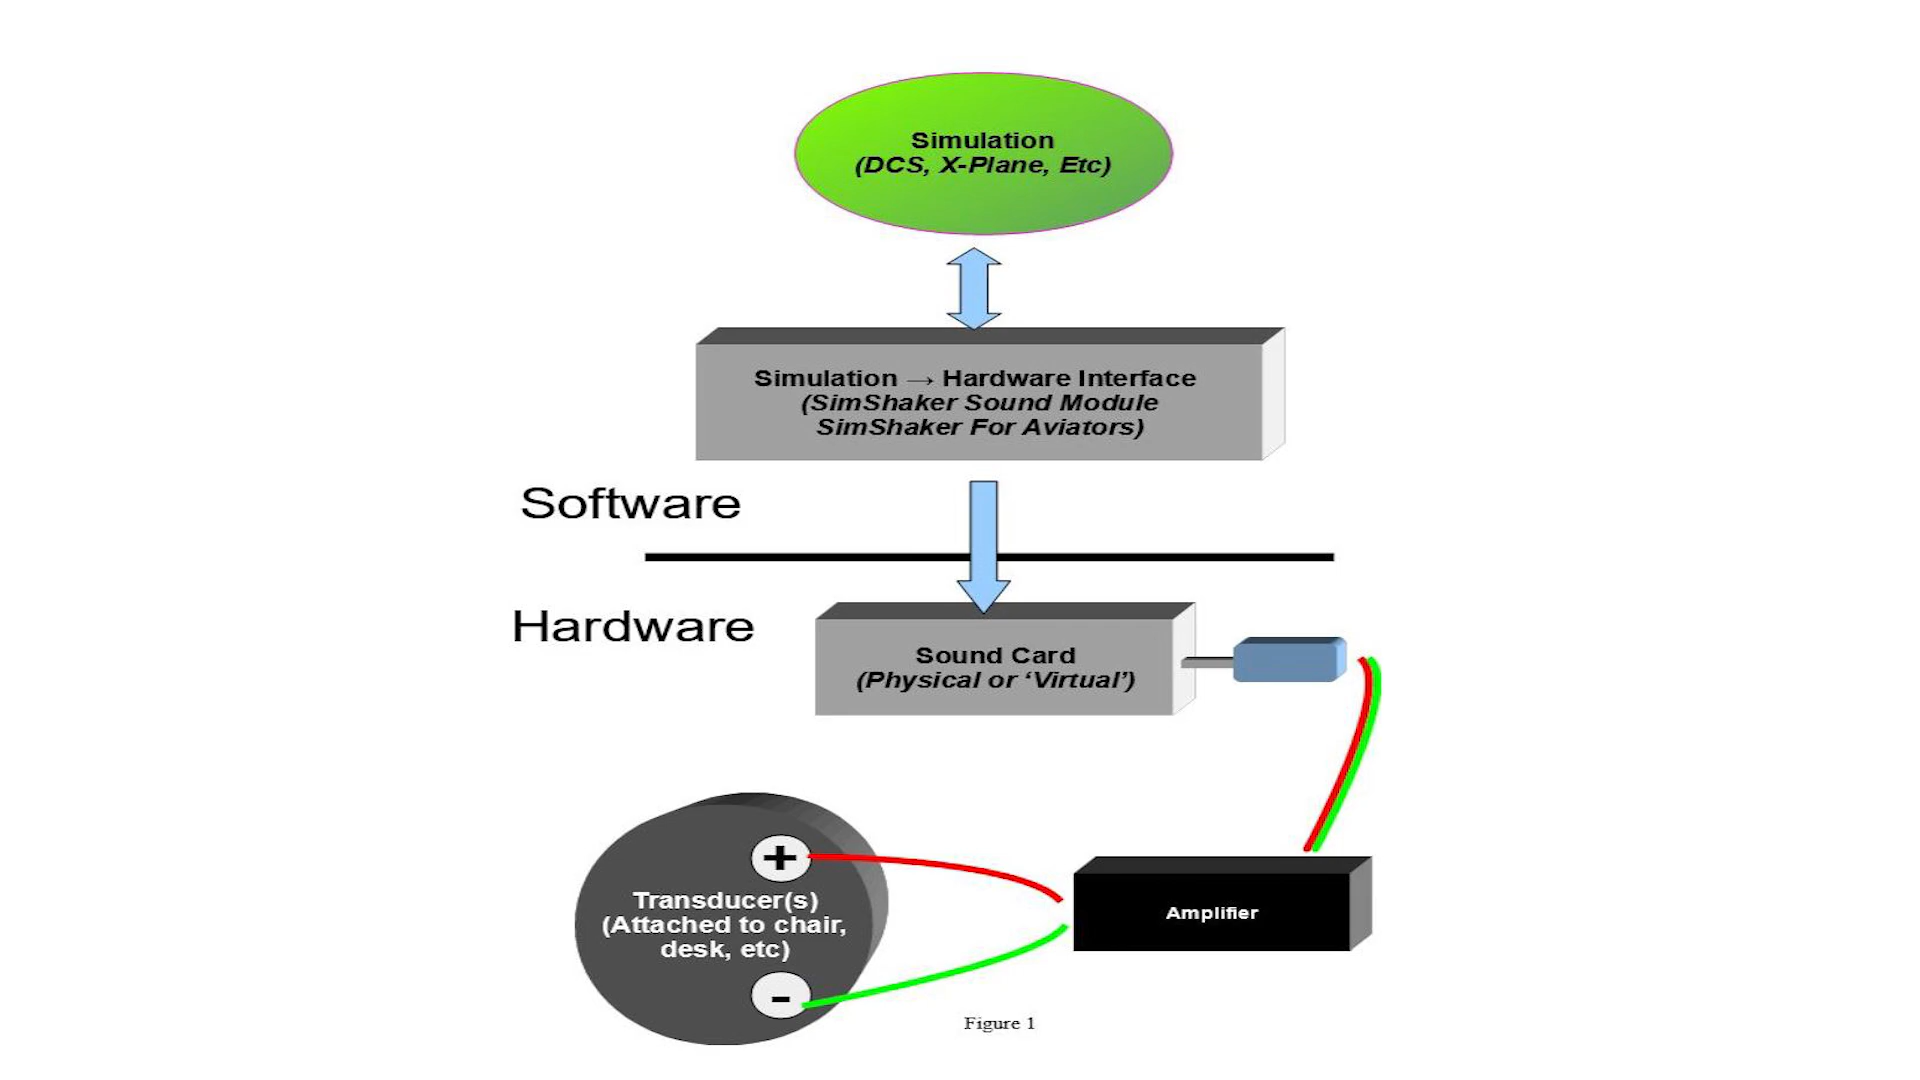 Simulation
(DCS, X-Plane, Etc)
Simulation → Hardware Interface
(SimShaker Sound Module
SimShaker For Aviators)
Software
Hardware
Sound Card
(Physical or ‘Virtual’)
+
Transducer(s)
(Attached to chair,
desk, etc)
-
Amplifier
Figure 1